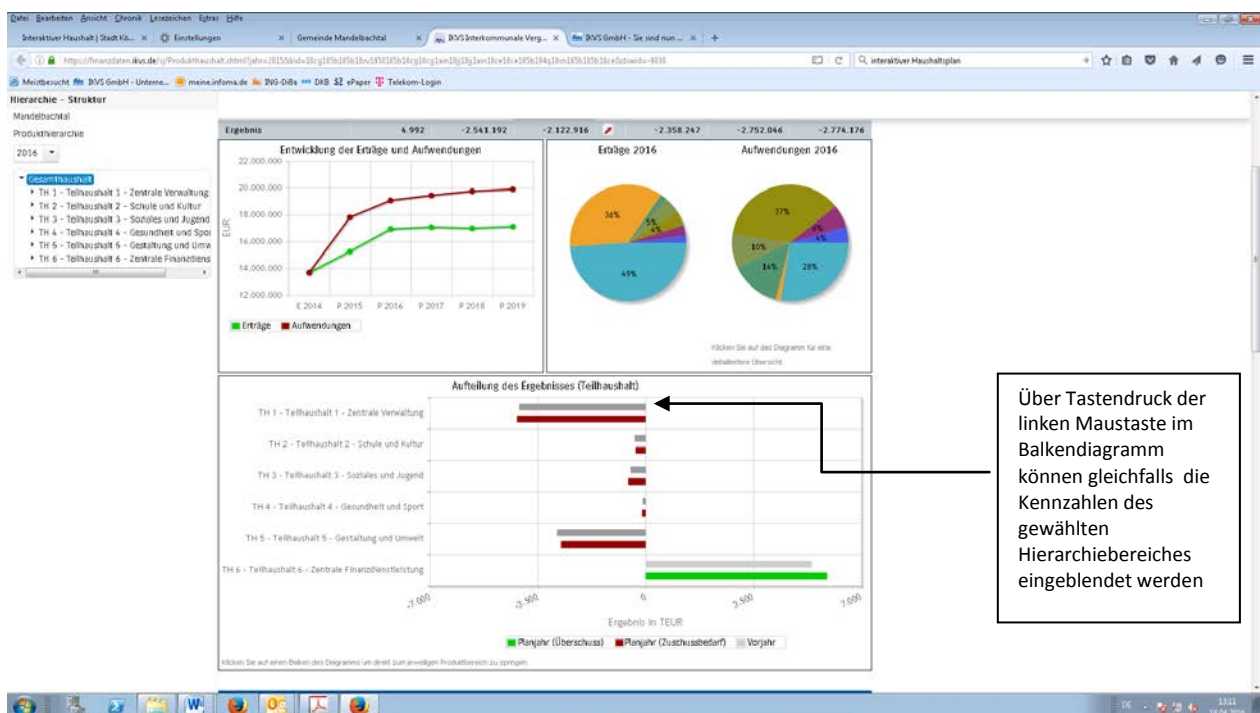 Datei Bearbeiten Ansicht Chronik Lesezeichen Extras Hilfe
Interaktiver Haushalt | Stadt Kö... × Einstellungen × Gemeinde Mandelbachtal × IKVS Interkommunale Verg... × IKVS GmbH - Sie sind nun ... × +
interaktiver Haushaltsplan
Meistbesucht IKVS GmbH - Unterne... meine.infoma.de ING-DiBa DKB SZ ePaper Telekom-Login
Hierarchie – Struktur
Mandelbachtal
Produkthierarchie
2016
Gesamthaushalt
TH 1 - Teilhaushalt 1 - Zentrale Verwaltung
TH 2 - Teilhaushalt 2 - Schule und Kultur
TH 3 - Teilhaushalt 3 - Soziales und Jugend
TH 4 - Teilhaushalt 4 - Gesundheit und Spor
TH 5 - Teilhaushalt 5 - Gestaltung und Umw
TH 6 - Teilhaushalt 6 - Zentrale Finanzdiens
Ergebnis 4.992 -2.541.192 -2.122.916 -2.358.247 -2.752.046 -2.774.176
Entwicklung der Erträge und Aufwendungen
22.000.000
20.000.000
18.000.000
16.000.000
14.000.000
12.000.000
EUR
E 2014 P 2015 P 2016 P 2017 P 2018 P 2019
Erträge Aufwendungen
Erträge 2016 Aufwendungen 2016
36%
5%
4%
49%
37%
10%
14%
28%
4%
Klicken Sie auf das Diagramm für eine
detailliertere Übersicht.
Aufteilung des Ergebnisses (Teilhaushalt)
TH 1 - Teilhaushalt 1 - Zentrale Verwaltung
TH 2 - Teilhaushalt 2 - Schule und Kultur
TH 3 - Teilhaushalt 3 - Soziales und Jugend
TH 4 - Teilhaushalt 4 - Gesundheit und Sport
TH 5 - Teilhaushalt 5 - Gestaltung und Umwelt
TH 6 - Teilhaushalt 6 - Zentrale Finanzdienstleistung
-7.000 -3.500 0 3.500 7.000
Ergebnis in TEUR
Planjahr (Überschuss) Planjahr (Zuschussbedarf) Vorjahr
Klicken Sie auf einen Balken des Diagramms um direkt zum jeweiligen Produktbereich zu springen.
Über Tastendruck der
linken Maustaste im
Balkendiagramm
können gleichfalls die
Kennzahlen des
gewählten
Hierarchiebereiches
eingeblendet werden
DE
13:11
18.04.2016